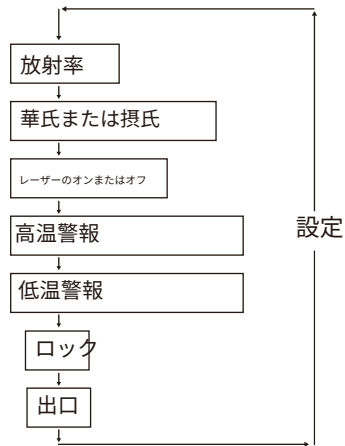 放射率
華氏または摂氏
レーザーのオンまたはオフ
高温警報
設定
低温警報
ロック
出口